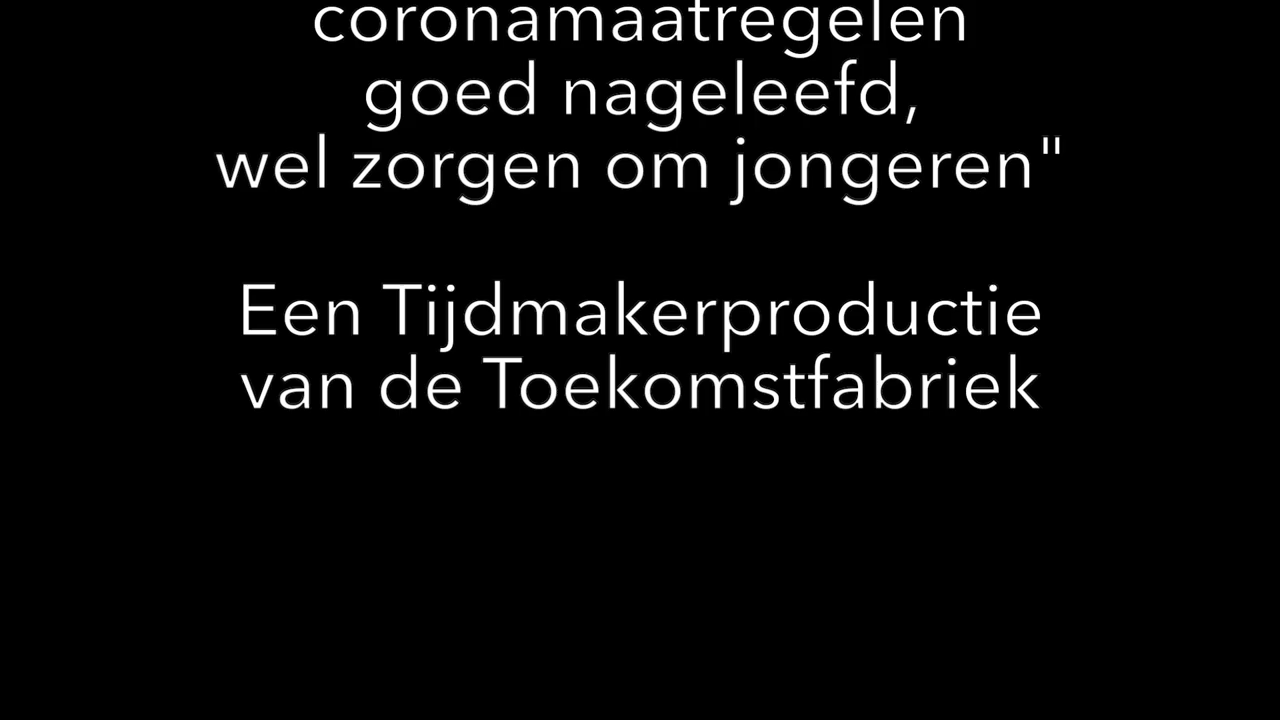 coronamaatregelen
goed nageleefd,
wel zorgen om jongeren"
Een Tijdmakerproductie
van de Toekomstfabriek